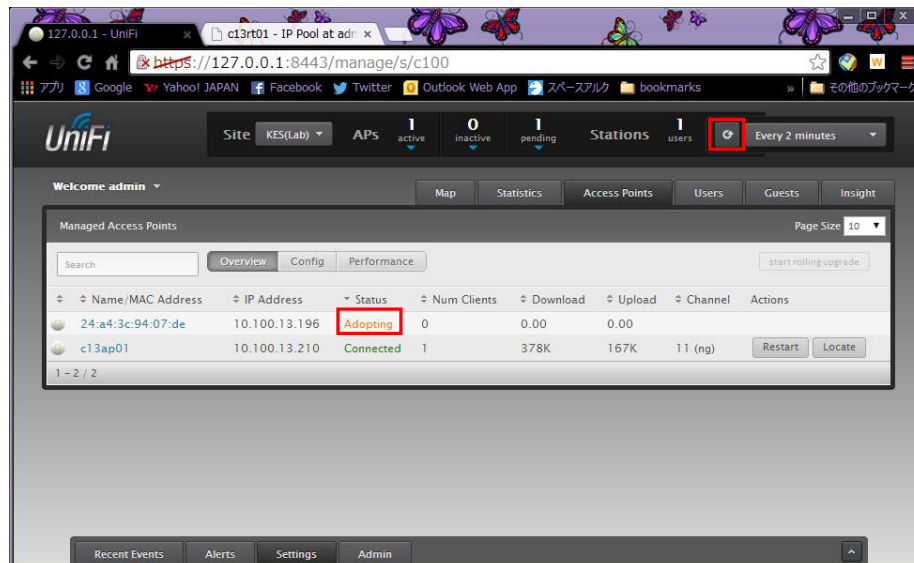 127.0.0.1 - UniFi
c13rt01 - IP Pool at adm
https://127.0.0.1:8443/manage/s/c100
アプリ Google Yahoo! JAPAN Facebook Twitter Outlook Web App スペースアルク bookmarks » その他のブックマーク
UniFi
Site KES(Lab) APs 1 active 0 inactive 1 pending Stations 1 users Every 2 minutes
Welcome admin
Map Statistics Access Points Users Guests Insight
Managed Access Points Page Size 10
Search Overview Config Performance start rolling upgrade
Name/MAC Address IP Address Status Num Clients Download Upload Channel Actions
24:a4:3c:94:07:de 10.100.13.196 Adopting 0 0.00 0.00
c13ap01 10.100.13.210 Connected 1 378K 167K 11 (ng) Restart Locate
1 - 2 / 2
Recent Events Alerts Settings Admin